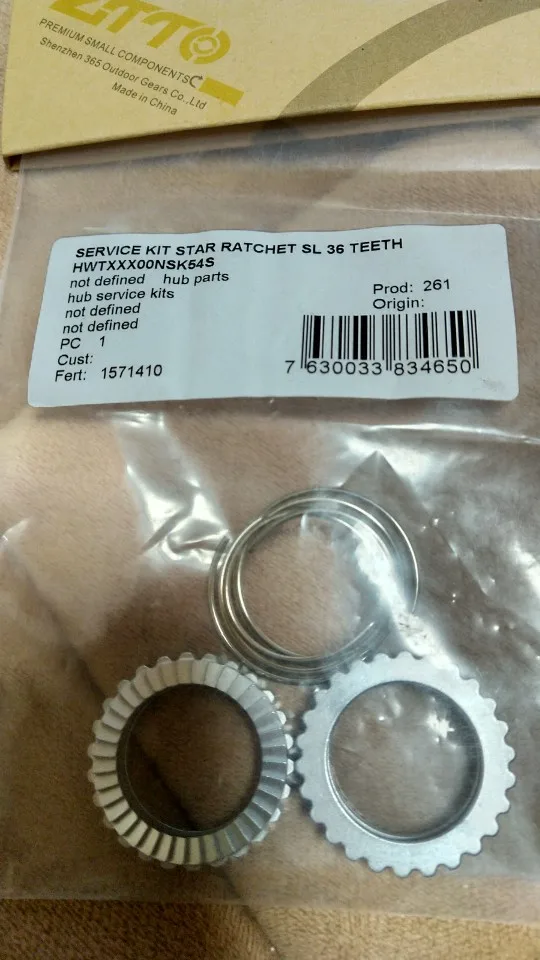 ZTTO
PREMIUM SMALL COMPONENTS
Shenzhen 365 Outdoor Gears Co.,Ltd
Made in China
SERVICE KIT STAR RATCHET SL 36 TEETH
HWTXXX00NSK54S
not defined hub parts
hub service kits
not defined
not defined
PC 1
Cust:
Fert: 1571410
Prod: 261
Origin:
7 630033 834650